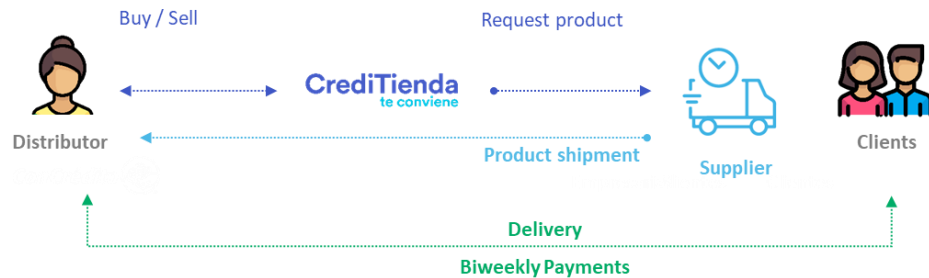 Buy / Sell
Request product
CrediTienda
te conviene
Distributor
Product shipment
Supplier
Clients
Delivery
Biweekly Payments